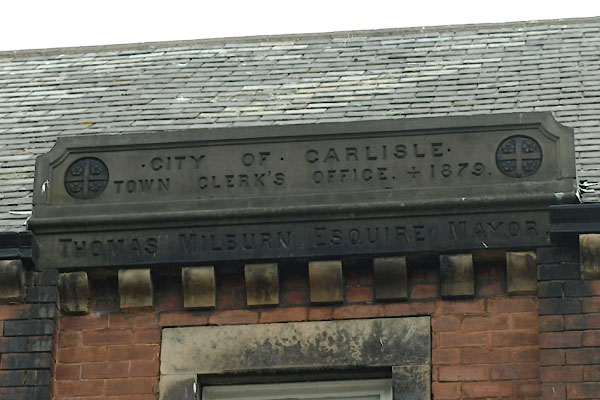 · CITY · OF · CARLISLE ·
TOWN CLERK'S OFFICE. + 1879.
THOMAS MILBURN ESQUIRE MAYOR